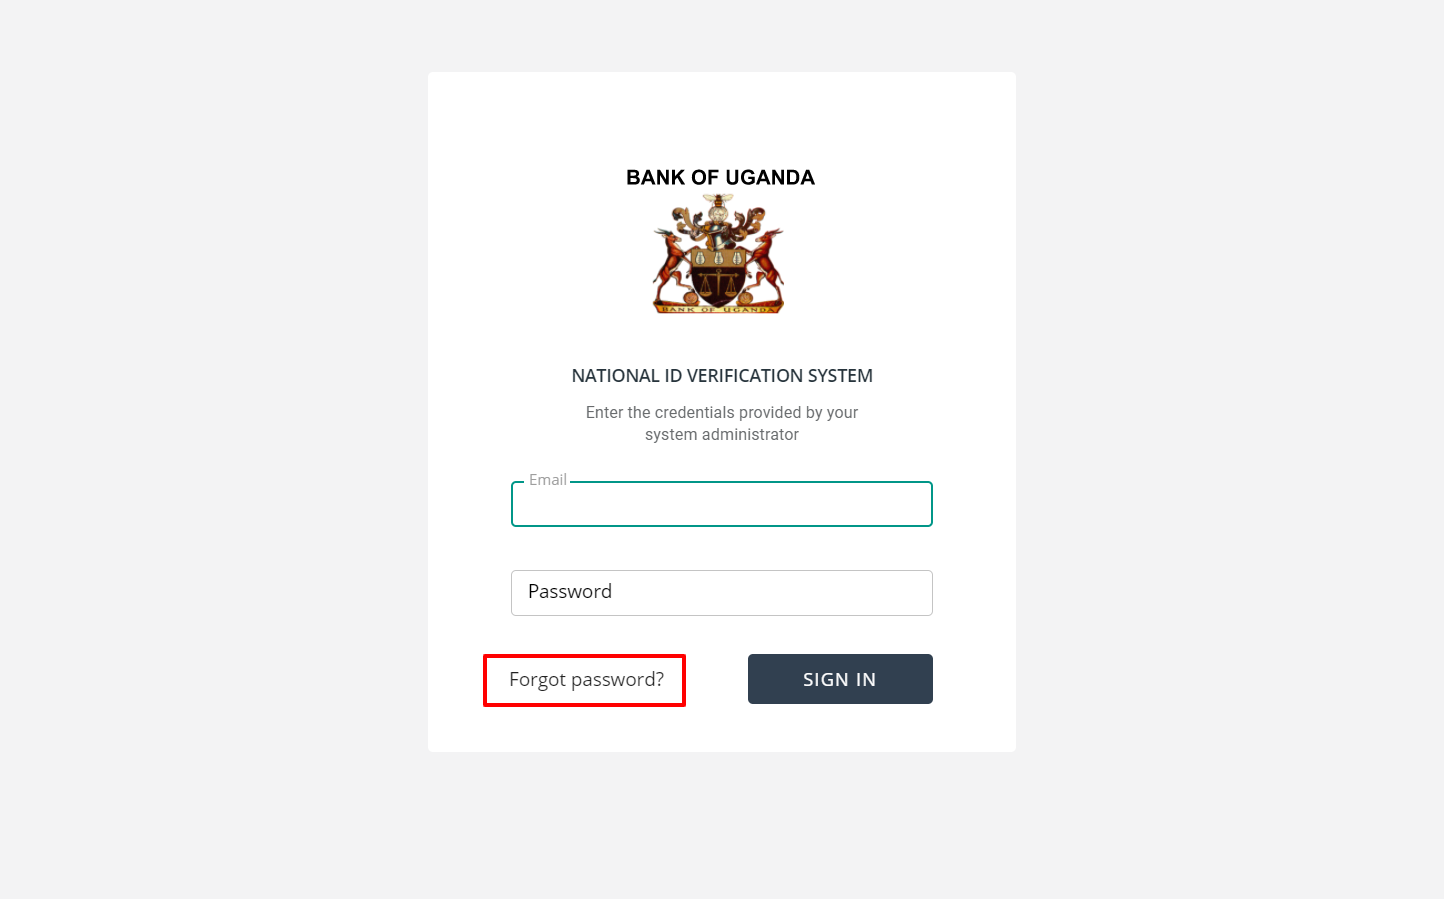 BANK OF UGANDA
BANK OF UGANDA
NATIONAL ID VERIFICATION SYSTEM
Enter the credentials provided by your
system administrator
Email
Password
Forgot password?
SIGN IN